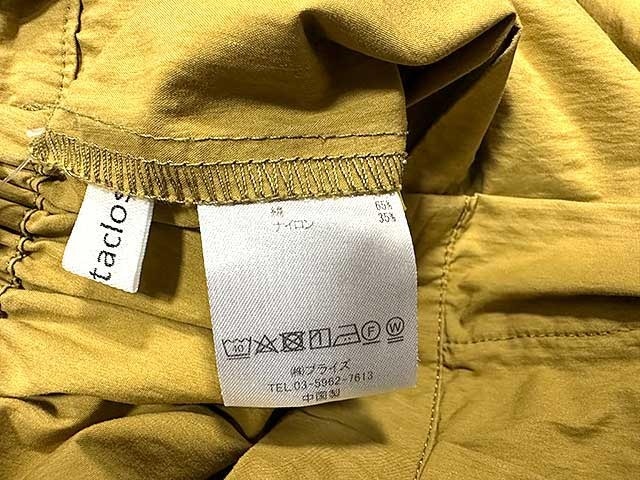 taclos
綿 65%
ナイロン 35%
40 F W
(株)プライズ
TEL.03-5962-7613
中国製